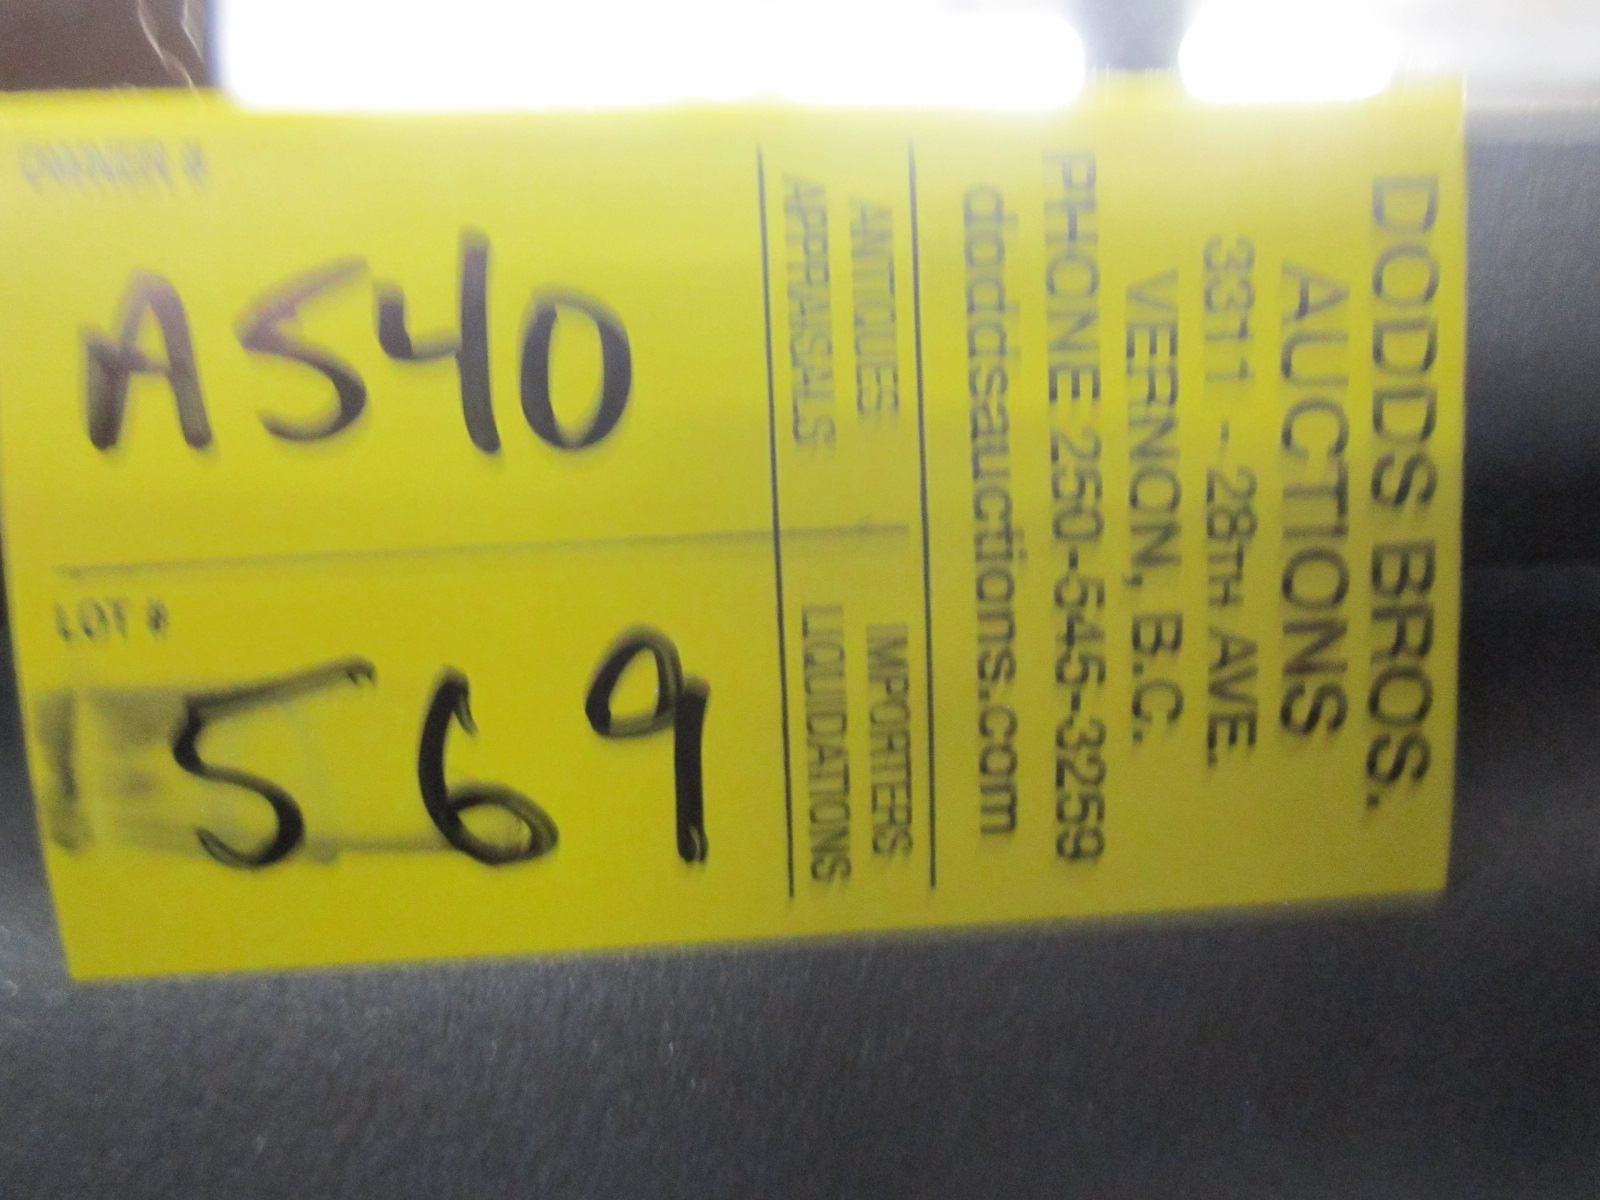 DODDS BROS.
AUCTIONS
3311 - 28TH AVE.
VERNON, B.C.
PHONE 250-545-3259
doddsauctions.com
ANTIQUES IMPORTERS
APPRAISALS LIQUIDATIONS
OWNER #
A540
LOT #
569